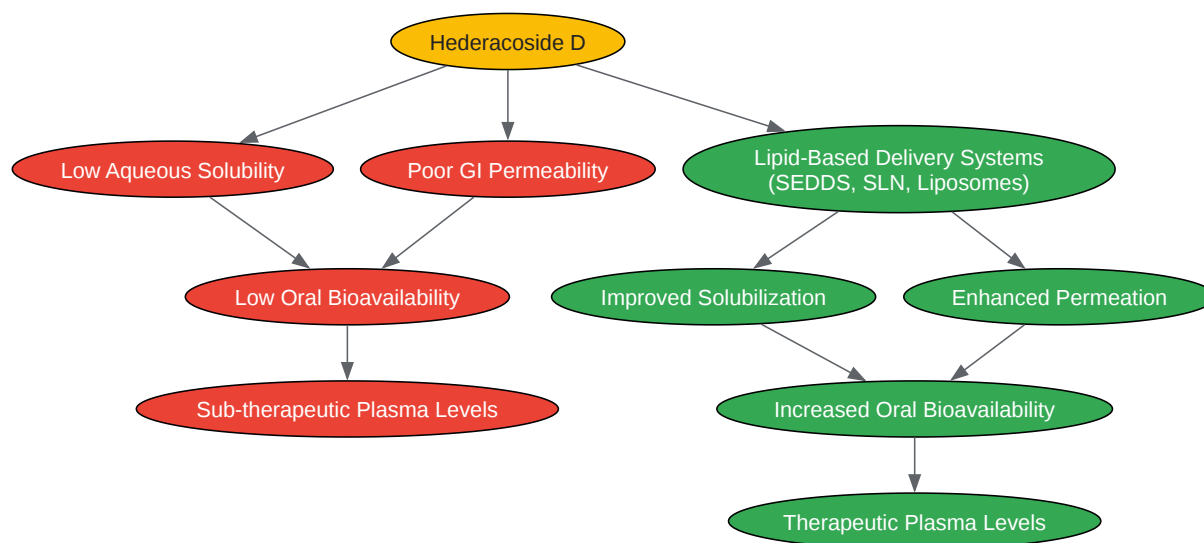 Hederacoside D
Low Aqueous Solubility
Poor GI Permeability
Lipid-Based Delivery Systems
(SEDDS, SLN, Liposomes)
Low Oral Bioavailability
Improved Solubilization
Enhanced Permeation
Sub-therapeutic Plasma Levels
Increased Oral Bioavailability
Therapeutic Plasma Levels